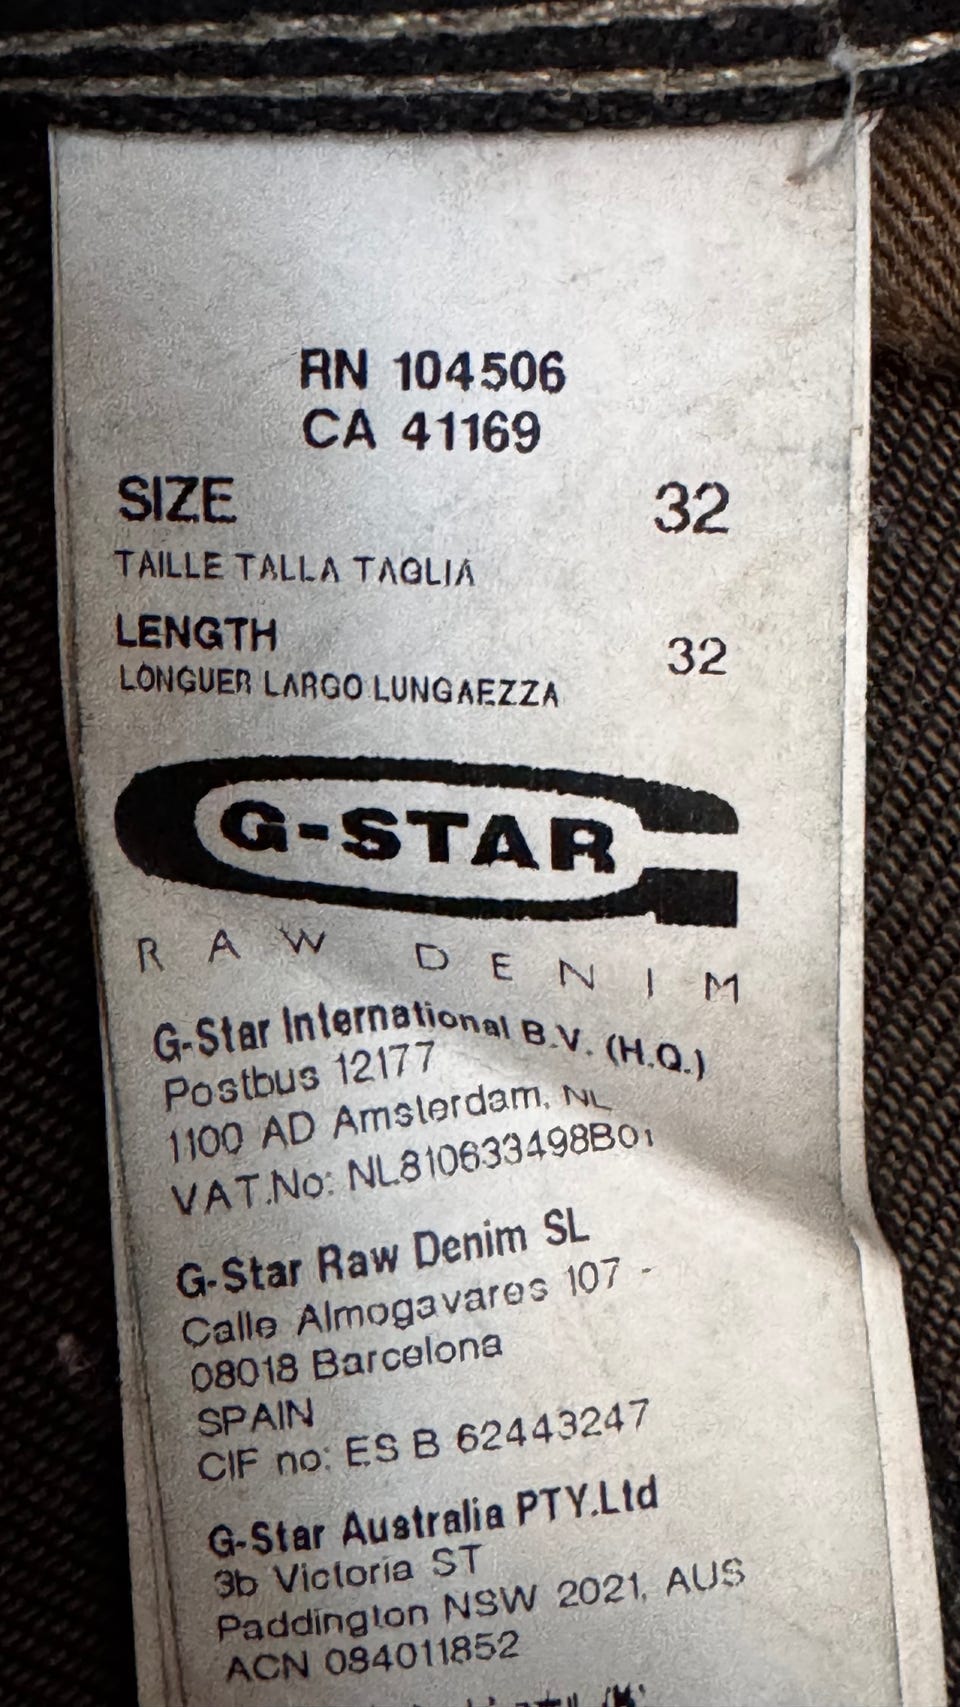 RN 104506
CA 41169
SIZE 32
TAILLE TALLA TAGLIA
LENGTH 32
LONGUER LARGO LUNGAEZZA
G-STAR
RAW DENIM
G-Star International B.V. (H.Q.)
Postbus 12177
1100 AD Amsterdam, NL
VAT.No: NL810633498B01
G-Star Raw Denim SL
Calle Almogavares 107 -
08018 Barcelona
SPAIN
CIF no: ES B 62443247
G-Star Australia PTY.Ltd
3b Victoria ST
Paddington NSW 2021, AUS
ACN 084011852